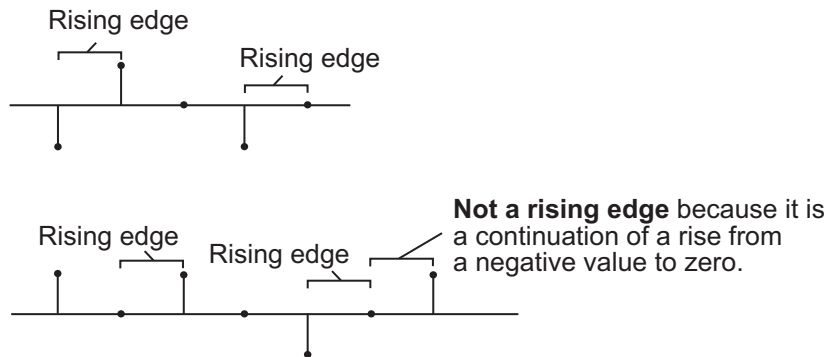 Rising edge
Rising edge
Not a rising edge because it is
a continuation of a rise from
a negative value to zero.
Rising edge
Rising edge